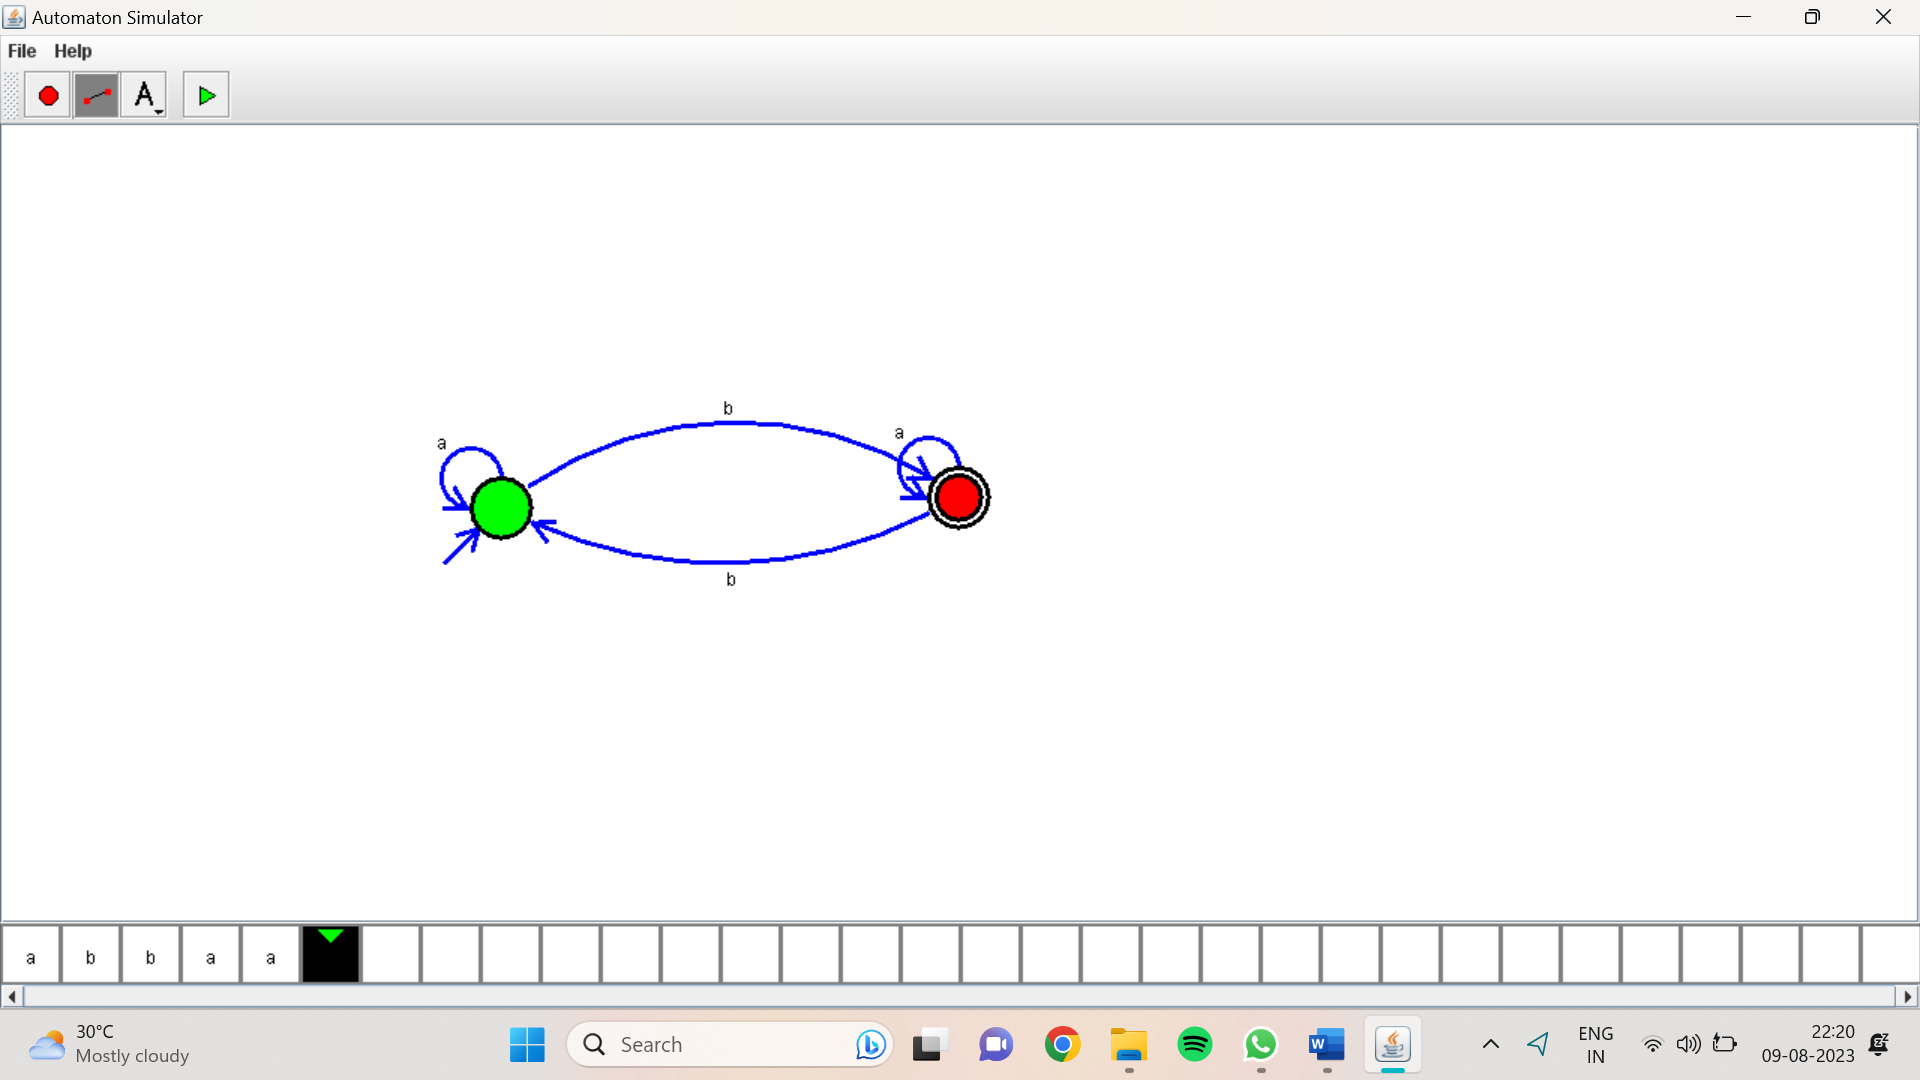 Automaton Simulator
File Help
A
b
a
a
b
a b b a a
30°C
Mostly cloudy
Search
ENG
IN
22:20
09-08-2023